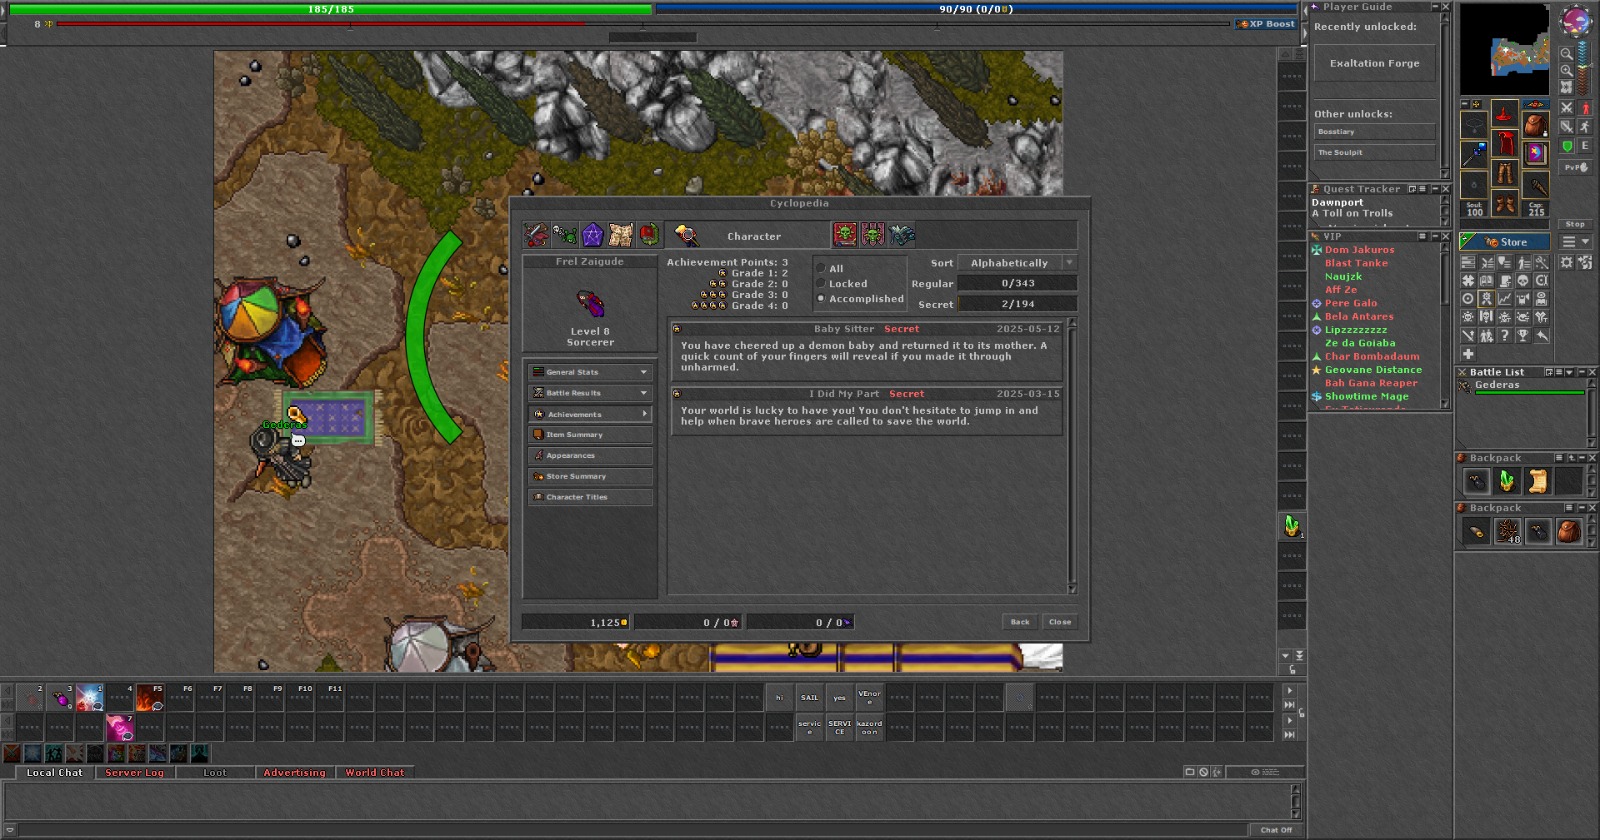 185/185
90/90 (0/0)
8
XP Boost
Player Guide
Recently unlocked:
Exaltation Forge
Other unlocks:
Bosstiary
The Soulpit
Soul:
100
Cap:
215
E
PvP
Stop
Store
Quest Tracker
Dawnport
A Toll on Trolls
VIP
Dom Jakuros
Blast Tanke
Naujzk
Aff Ze
Pere Galo
Bela Antares
Lipzzzzzzz
Ze da Goiaba
Char Bombadaum
Geovane Distance
Bah Gana Reaper
Showtime Mage
Battle List
Gederas
Backpack
Backpack
48
Cyclopedia
Character
Frel Zaigude
Level 8
Sorcerer
General Stats
Battle Results
Achievements
Item Summary
Appearances
Store Summary
Character Titles
Achievement Points: 3
Grade 1: 2
Grade 2: 0
Grade 3: 0
Grade 4: 0
All
Locked
Accomplished
Sort
Alphabetically
Regular
0/343
Secret
2/194
Baby Sitter Secret 2025-05-12
You have cheered up a demon baby and returned it to its mother. A
quick count of your fingers will reveal if you made it through
unharmed.
I Did My Part Secret 2025-03-15
Your world is lucky to have you! You don't hesitate to jump in and
help when brave heroes are called to save the world.
1,125
0 / 0
0 / 0
Back
Close
Gederas
1
2
3
1
4
F5
F6
F7
F8
F9
F10
F11
hi
SAIL
yes
VEnor
e
7
servic
e
SERVI
CE
kazord
oon
Local Chat
Server Log
Loot
Advertising
World Chat
Chat Off